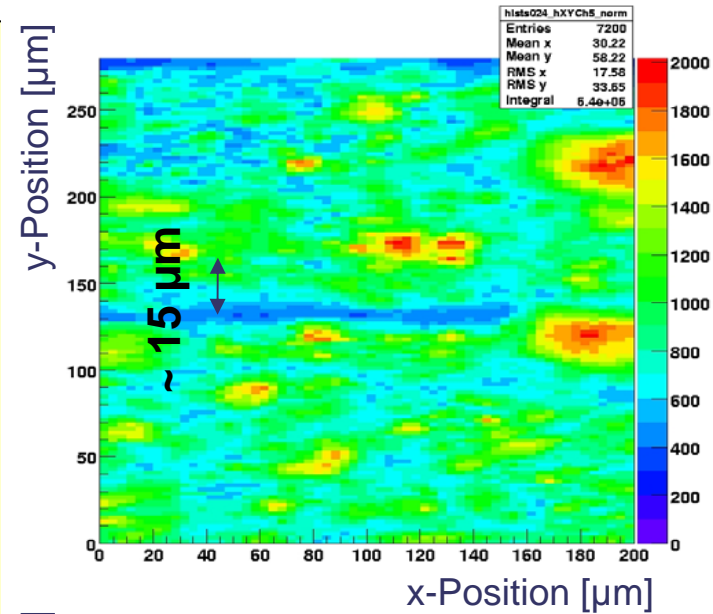 hists024_hXYCh5_norm
Entries 7200
Mean x 30.22
Mean y 58.22
RMS x 17.58
RMS y 33.65
Integral 6.4e+06
y-Position [µm]
250
200
150
100
50
0
~ 15 µm
0 20 40 60 80 100 120 140 160 180 200
x-Position [µm]
2000
1800
1600
1400
1200
1000
800
600
400
200
0